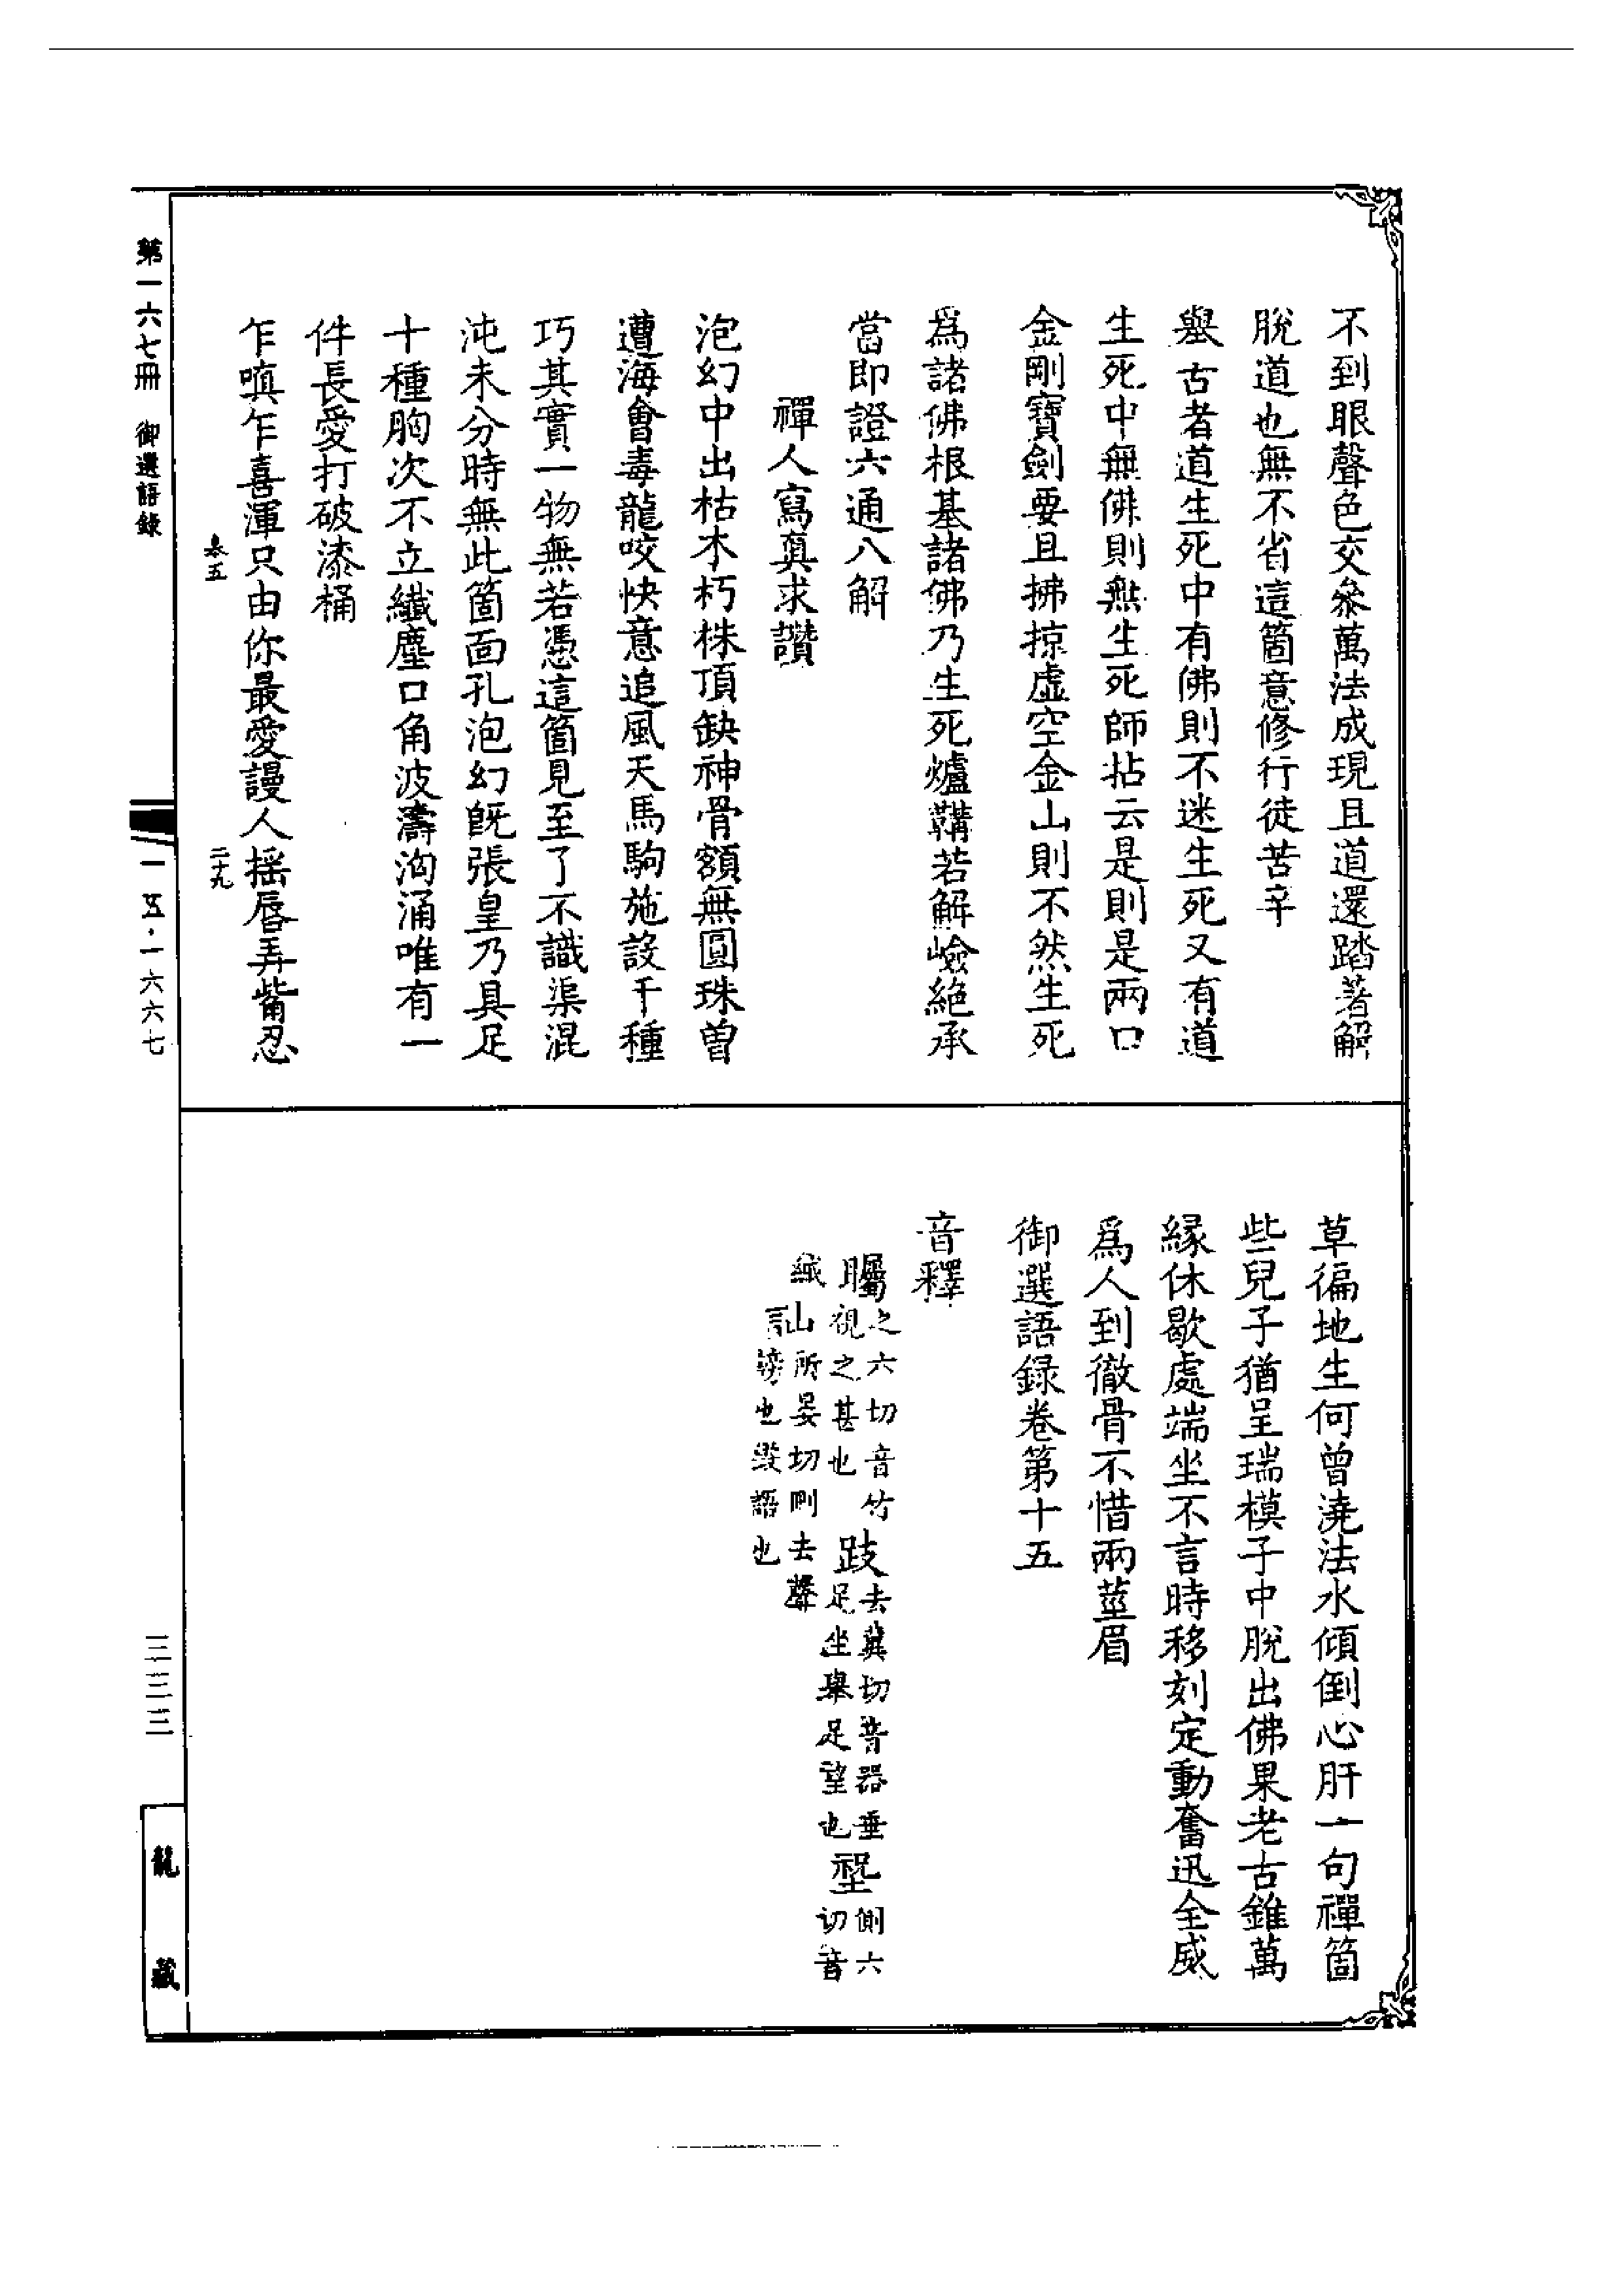 不到眼聲色交參萬法成現且道還踏著解
脫道也無不省這箇意修行徒苦辛
舉古者道生死中有佛則不迷生死又有道
生死中無佛則無生死師拈云是則是兩口
金剛寶劍要且拂掠虛空金山則不然生死
爲諸佛根基諸佛乃生死爐鞴若解嶮絕承
當即證六通八解
禪人寫真求讚
泡幻中出枯木朽株頂缺神骨額無圓珠曾
遭海會毒龍咬快意追風天馬駒施設千種
巧其實一物無若憑這箇見至了不識渠混
沌未分時無此箇面孔泡幻既張皇乃具足
十種胸次不立纖塵口角波濤洶涌唯有一
件長愛打破漆桶
乍嗔乍喜渾只由你最愛謾人搖唇弄觜忍
草徧地生何曾澆法水傾倒心肝一句禪箇
些兒子猶呈瑞模子中脫出佛果老古錐萬
緣休歇處端坐不言時移刻定動奮迅全威
爲人到徹骨不惜兩莖眉
御選語録卷第十五
音釋
矚之六切音竹視之甚也 跂去冀切音器垂足坐舉足望也 堲側六切音
縬 訕所晏切刪去聲謗也毀語也
第一六七冊 御選語錄
皋五
二十九
一五·一六六七
三三三
龍藏